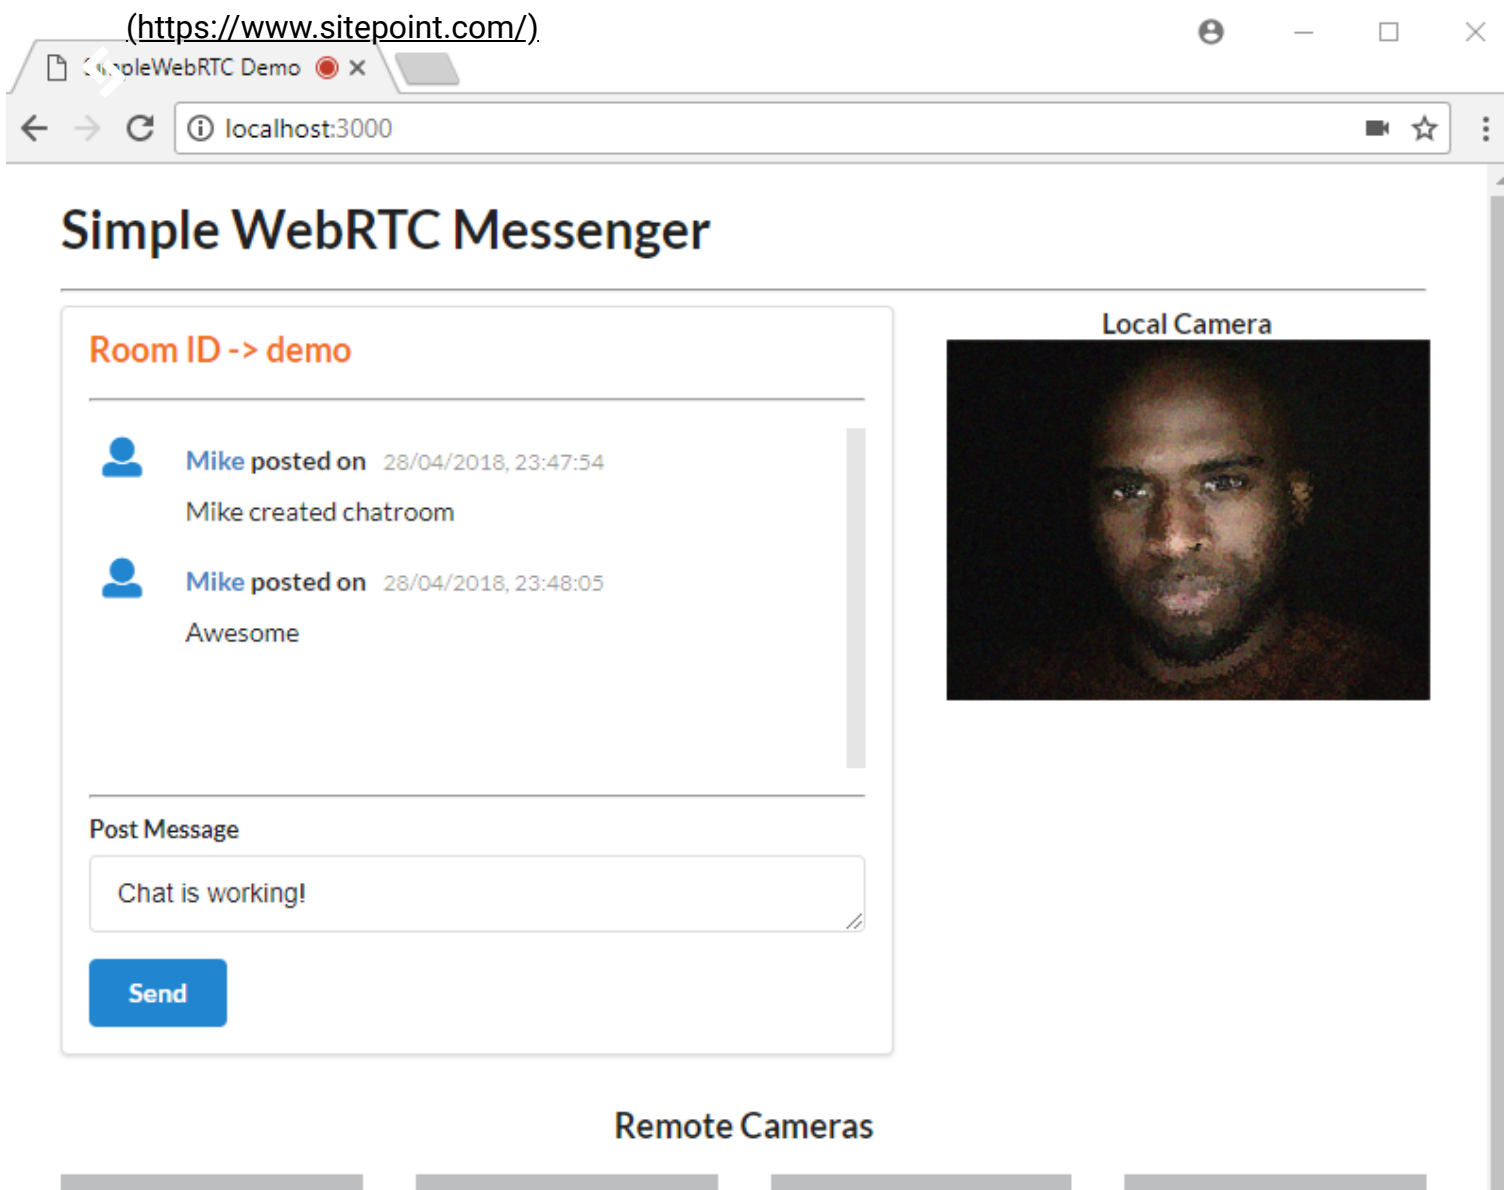 (https://www.sitepoint.com/)
SimpleWebRTC Demo
localhost:3000
Simple WebRTC Messenger
Room ID -> demo
Mike posted on 28/04/2018, 23:47:54
Mike created chatroom
Mike posted on 28/04/2018, 23:48:05
Awesome
Post Message
Chat is working!
Send
Local Camera
Remote Cameras